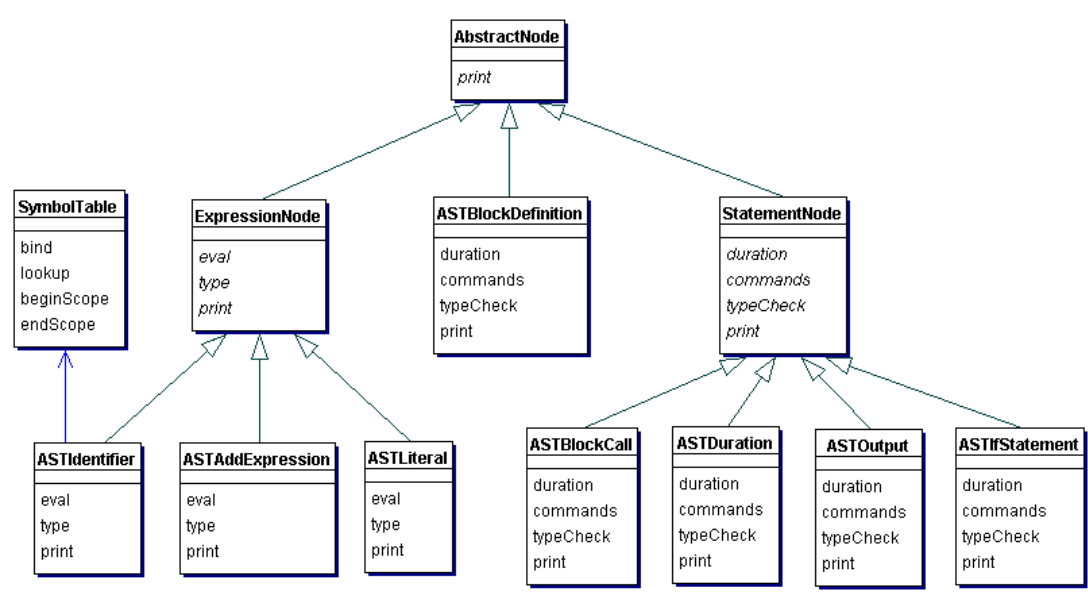 AbstractNode
print
SymbolTable
bind
lookup
beginScope
endScope
ExpressionNode
eval
type
print
ASTBlockDefinition
duration
commands
typeCheck
print
StatementNode
duration
commands
typeCheck
print
ASTIdentifier
eval
type
print
ASTAddExpression
eval
type
print
ASTLiteral
eval
type
print
ASTBlockCall
duration
commands
typeCheck
print
ASTDuration
duration
commands
typeCheck
print
ASTOutput
duration
commands
typeCheck
print
ASTIfStatement
duration
commands
typeCheck
print